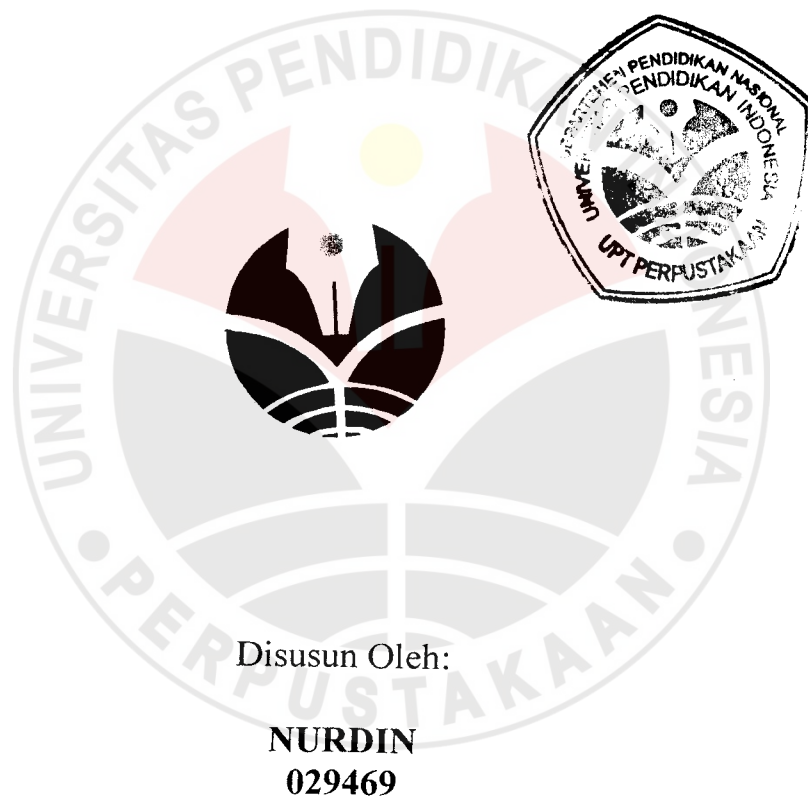 UNIVERSITAS PENDIDIKAN INDONESIA
PERPUSTAKAAN
DEPARTEMEN PENDIDIKAN NASIONAL
UNIVERSITAS PENDIDIKAN INDONESIA
UPT PERPUSTAKAAN
Disusun Oleh:
NURDIN
029469